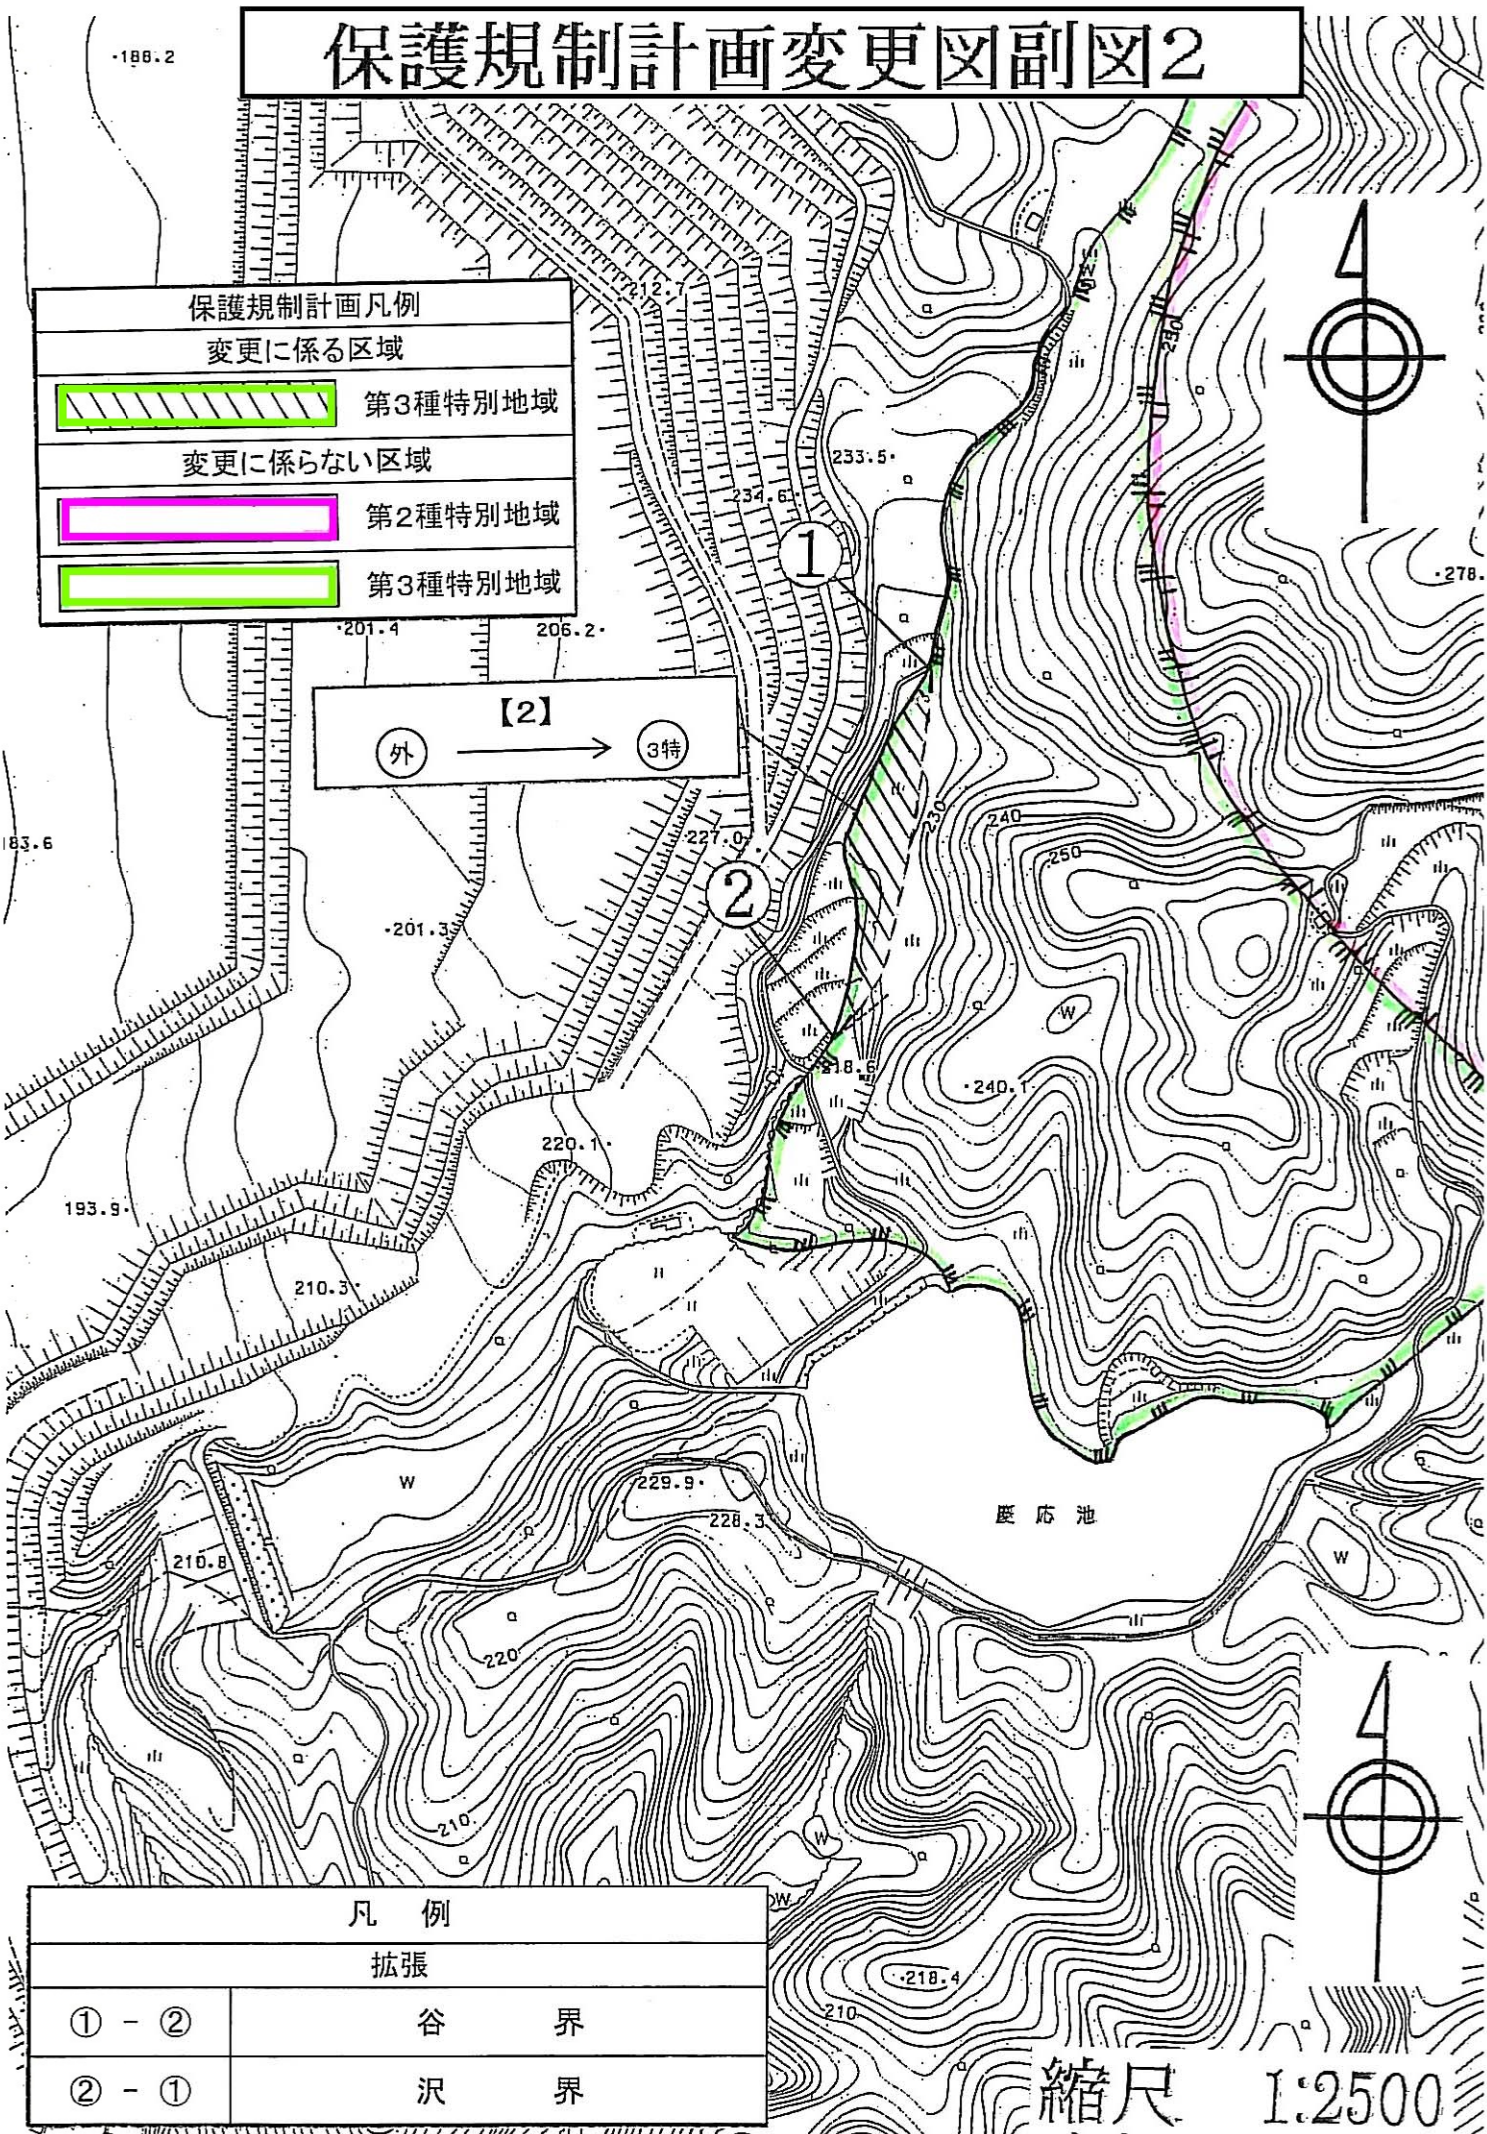 保護規制計画変更図副図2
・188.2
保護規制計画凡例
変更に係る区域
第3種特別地域
変更に係らない区域
第2種特別地域
第3種特別地域
212.7
250
233.5・
234.6・
①
・278.
・201.4
206.2・
【2】
外 → 3特
183.6
227.0
230
240
250
②
・201.3
W
218.6
・240.1
220.1・
193.9・
210.3・
W
229.9・
228.3
慶応池
210.8
W
220
210
W
W
・218.4
210
凡 例
拡張
① - ② 谷 界
② - ① 沢 界
縮尺 1:2500